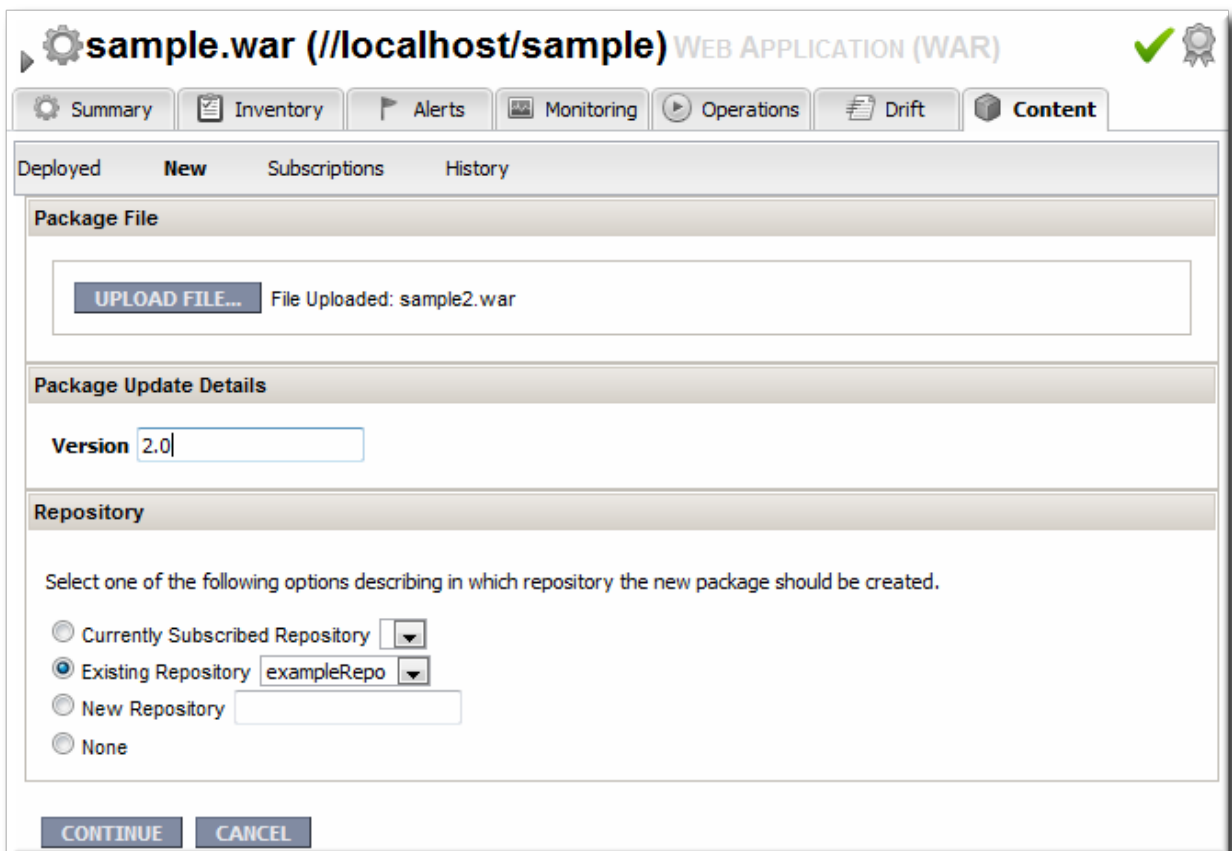 sample.war (//localhost/sample) WEB APPLICATION (WAR)
Summary Inventory Alerts Monitoring Operations Drift Content
Deployed New Subscriptions History
Package File
UPLOAD FILE... File Uploaded: sample2.war
Package Update Details
Version 2.0
Repository
Select one of the following options describing in which repository the new package should be created.
Currently Subscribed Repository
Existing Repository exampleRepo
New Repository
None
CONTINUE CANCEL